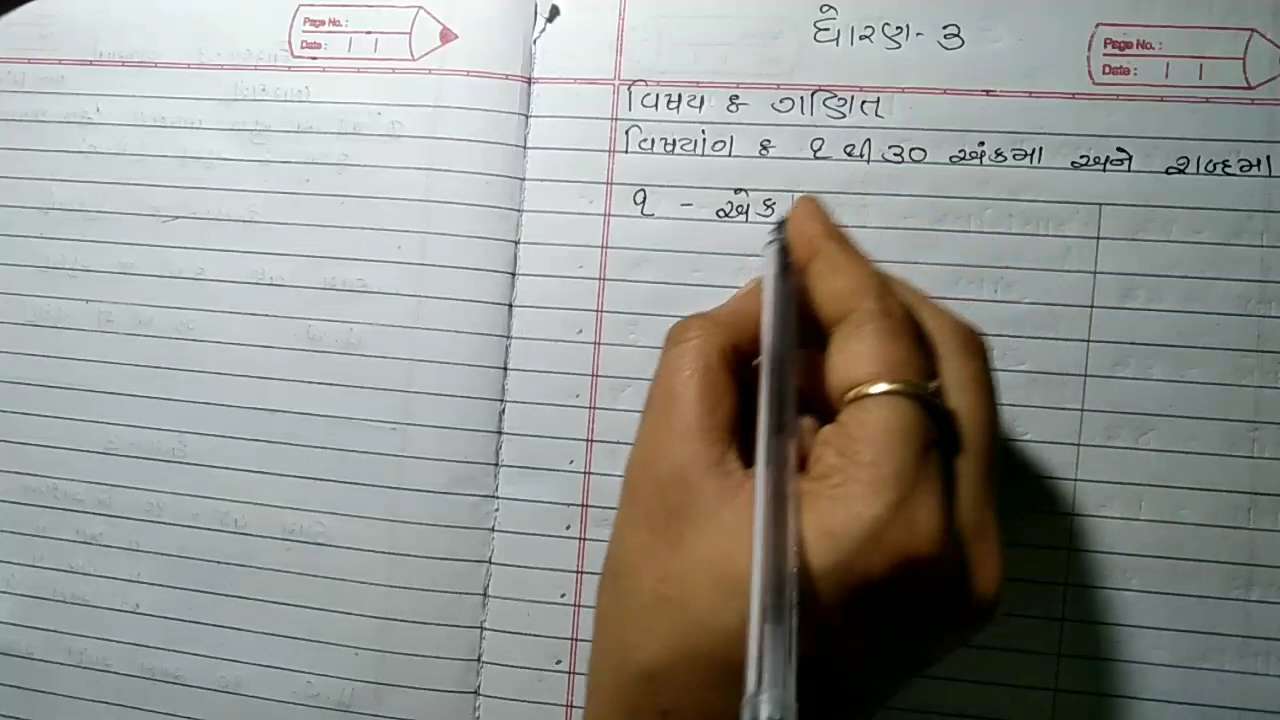 Page No. :
Date :
ધોરણ - ૩
Page No. :
Date :
વિષય : ગણિત
વિષયાંગ : ૧ થી ૩૦ અંકમા અને શબ્દમા
૧ - એક